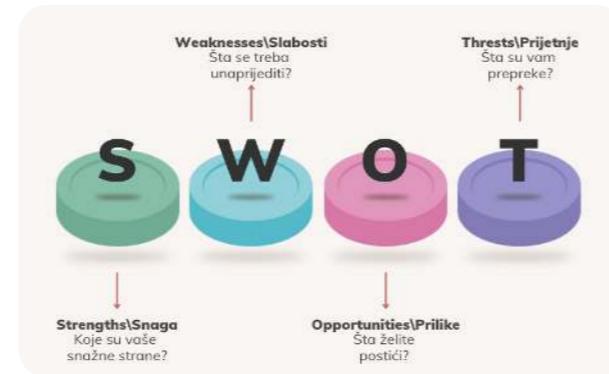 Weaknesses\Slabosti
Šta se treba
unaprijediti?
Thrests\Prijetnje
Šta su vam
prepreke?
S
W
O
T
Strengths\Snaga
Koje su vaše
snažne strane?
Opportunities\Prilike
Šta želite
postići?